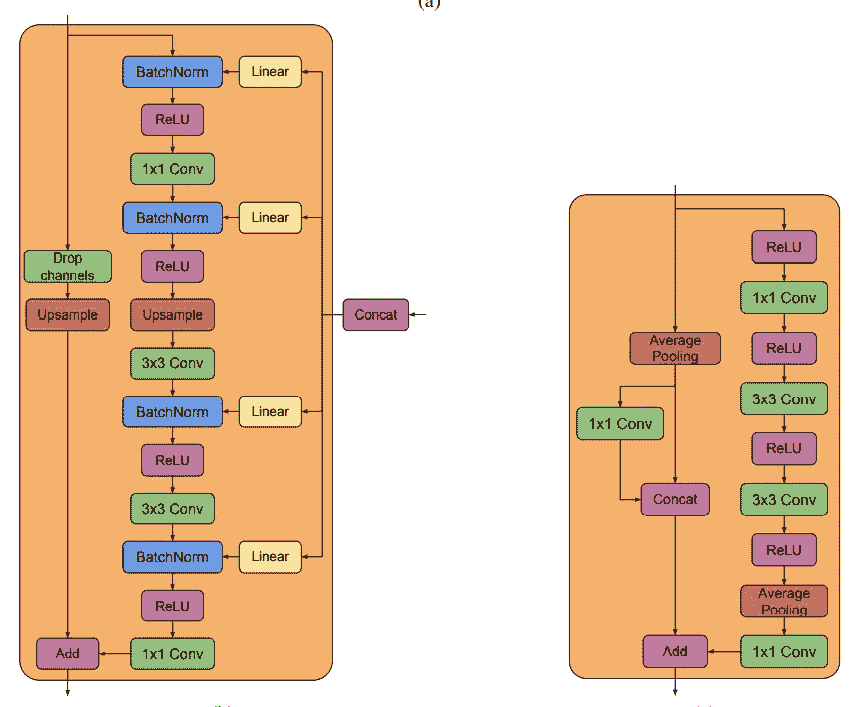 (a)
BatchNorm
Linear
ReLU
1x1 Conv
BatchNorm
Linear
Drop
channels
ReLU
Upsample
Upsample
Concat
3x3 Conv
BatchNorm
Linear
ReLU
3x3 Conv
BatchNorm
Linear
ReLU
Add
1x1 Conv
ReLU
1x1 Conv
Average
Pooling
ReLU
3x3 Conv
1x1 Conv
ReLU
Concat
3x3 Conv
ReLU
Average
Pooling
Add
1x1 Conv